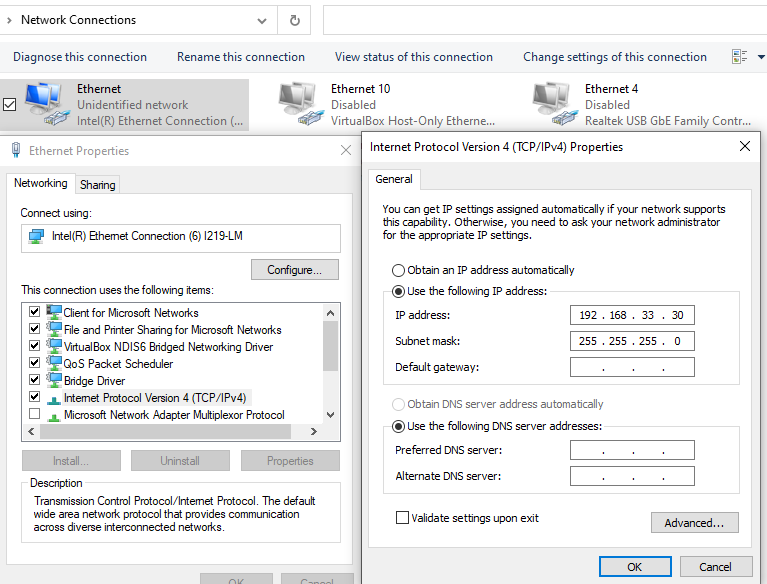 Network Connections
Diagnose this connection
Rename this connection
View status of this connection
Change settings of this connection
Ethernet
Unidentified network
Intel(R) Ethernet Connection (...
Ethernet 10
Disabled
VirtualBox Host-Only Etherne...
Ethernet 4
Disabled
Realtek USB GbE Family Contr...
Ethernet Properties
Networking
Sharing
Connect using:
Intel(R) Ethernet Connection (6) I219-LM
Configure...
This connection uses the following items:
Client for Microsoft Networks
File and Printer Sharing for Microsoft Networks
VirtualBox NDIS6 Bridged Networking Driver
QoS Packet Scheduler
Bridge Driver
Internet Protocol Version 4 (TCP/IPv4)
Microsoft Network Adapter Multiplexor Protocol
Install...
Uninstall
Properties
Description
Transmission Control Protocol/Internet Protocol. The default
wide area network protocol that provides communication
across diverse interconnected networks.
OK
Cancel
Internet Protocol Version 4 (TCP/IPv4) Properties
General
You can get IP settings assigned automatically if your network supports
this capability. Otherwise, you need to ask your network administrator
for the appropriate IP settings.
Obtain an IP address automatically
Use the following IP address:
IP address:
192 . 168 . 33 . 30
Subnet mask:
255 . 255 . 255 . 0
Default gateway:
. . .
Obtain DNS server address automatically
Use the following DNS server addresses:
Preferred DNS server:
. . .
Alternate DNS server:
. . .
Validate settings upon exit
Advanced...
OK
Cancel